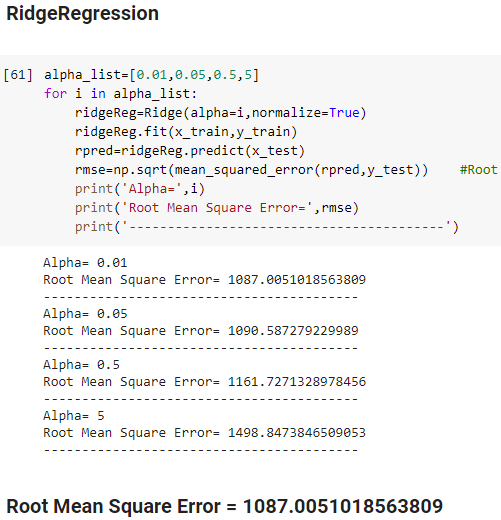 RidgeRegression
[61] alpha_list=[0.01,0.05,0.5,5]
for i in alpha_list:
    ridgeReg=Ridge(alpha=i,normalize=True)
    ridgeReg.fit(x_train,y_train)
    rpred=ridgeReg.predict(x_test)
    rmse=np.sqrt(mean_squared_error(rpred,y_test))    #Root
    print('Alpha=',i)
    print('Root Mean Square Error=',rmse)
    print('----------------------------------------')
Alpha= 0.01
Root Mean Square Error= 1087.0051018563809
----------------------------------------
Alpha= 0.05
Root Mean Square Error= 1090.587279229989
----------------------------------------
Alpha= 0.5
Root Mean Square Error= 1161.7271328978456
----------------------------------------
Alpha= 5
Root Mean Square Error= 1498.8473846509053
----------------------------------------
Root Mean Square Error = 1087.0051018563809